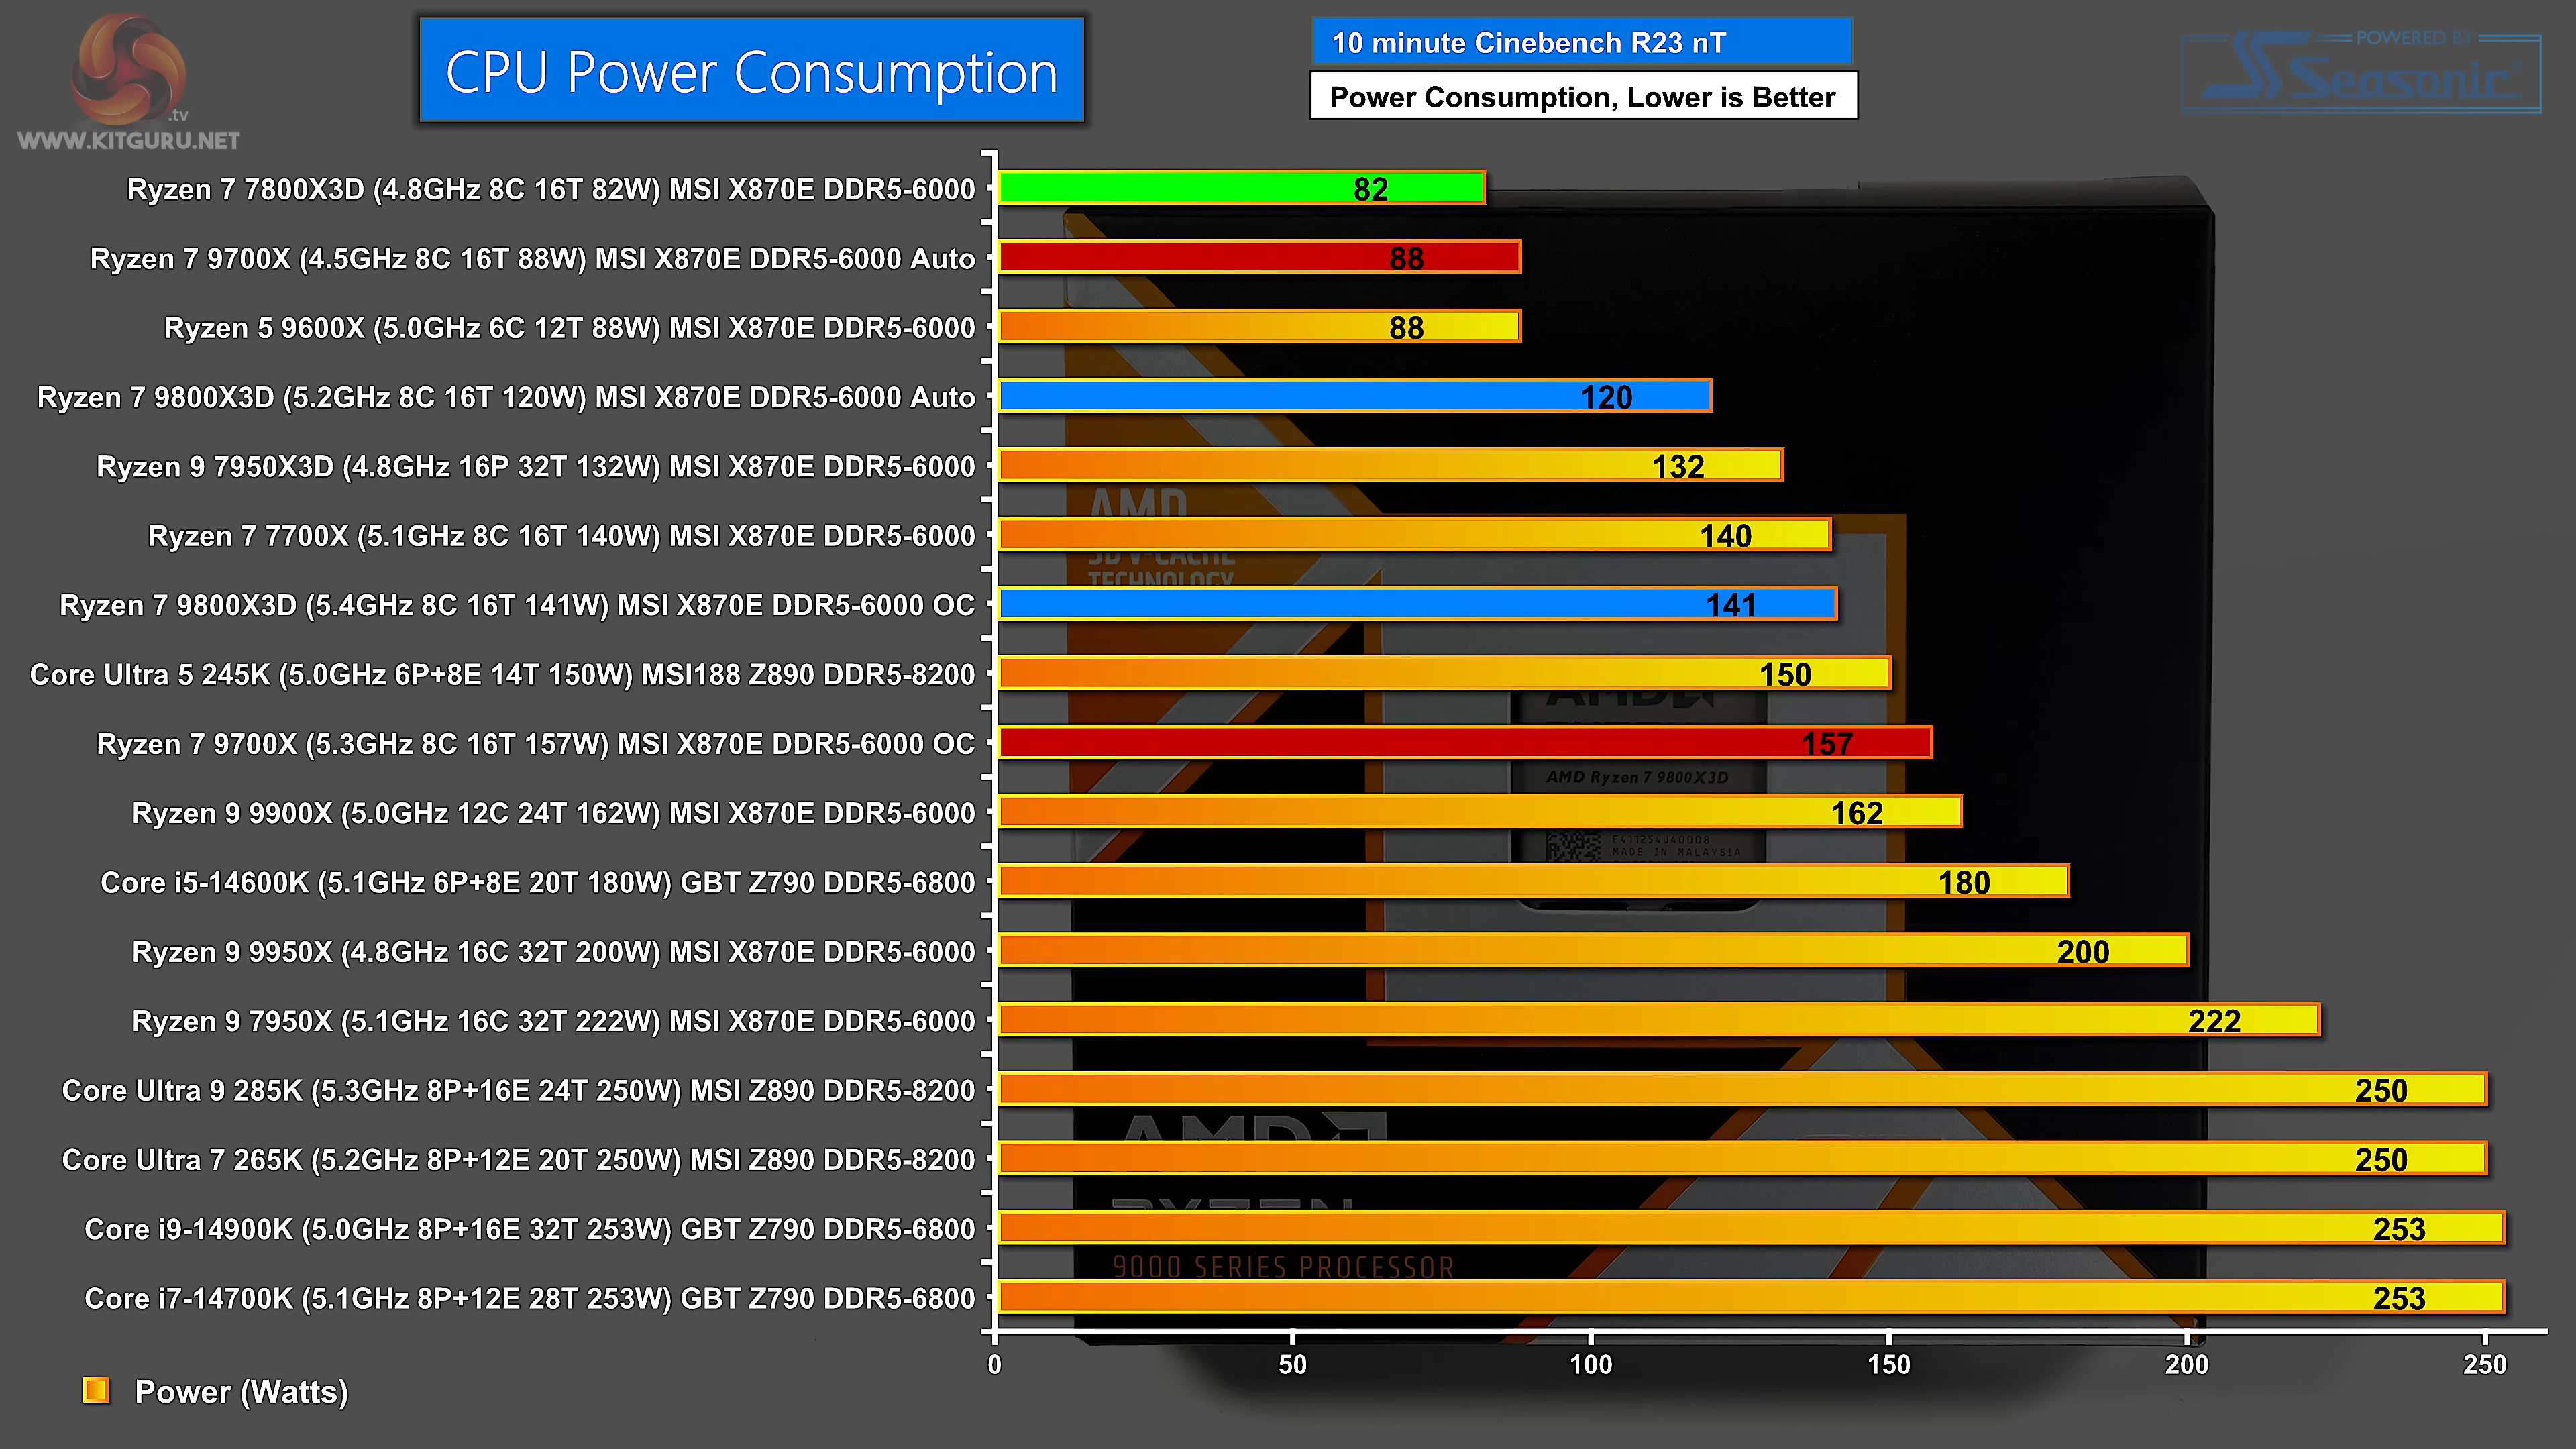 .tv
WWW.KITGURU.NET
CPU Power Consumption
10 minute Cinebench R23 nT
Power Consumption, Lower is Better
POWERED BY
Seasonic
Ryzen 7 7800X3D (4.8GHz 8C 16T 82W) MSI X870E DDR5-6000
82
Ryzen 7 9700X (4.5GHz 8C 16T 88W) MSI X870E DDR5-6000 Auto
88
Ryzen 5 9600X (5.0GHz 6C 12T 88W) MSI X870E DDR5-6000
88
Ryzen 7 9800X3D (5.2GHz 8C 16T 120W) MSI X870E DDR5-6000 Auto
120
Ryzen 9 7950X3D (4.8GHz 16P 32T 132W) MSI X870E DDR5-6000
132
AMD
Ryzen 7 7700X (5.1GHz 8C 16T 140W) MSI X870E DDR5-6000
140
3D V-CACHE
TECHNOLOGY
Ryzen 7 9800X3D (5.4GHz 8C 16T 141W) MSI X870E DDR5-6000 OC
141
Core Ultra 5 245K (5.0GHz 6P+8E 14T 150W) MSI188 Z890 DDR5-8200
150
AMD
Ryzen 7 9700X (5.3GHz 8C 16T 157W) MSI X870E DDR5-6000 OC
157
AMD Ryzen 7 9800X3D
Ryzen 9 9900X (5.0GHz 12C 24T 162W) MSI X870E DDR5-6000
162
MADE IN MALAYSIA
Core i5-14600K (5.1GHz 6P+8E 20T 180W) GBT Z790 DDR5-6800
180
Ryzen 9 9950X (4.8GHz 16C 32T 200W) MSI X870E DDR5-6000
200
Ryzen 9 7950X (5.1GHz 16C 32T 222W) MSI X870E DDR5-6000
222
Core Ultra 9 285K (5.3GHz 8P+16E 24T 250W) MSI Z890 DDR5-8200
250
AMD
Core Ultra 7 265K (5.2GHz 8P+12E 20T 250W) MSI Z890 DDR5-8200
250
RYZEN
Core i9-14900K (5.0GHz 8P+16E 32T 253W) GBT Z790 DDR5-6800
253
9000 SERIES PROCESSOR
Core i7-14700K (5.1GHz 8P+12E 28T 253W) GBT Z790 DDR5-6800
253
0 50 100 150 200 250
Power (Watts)